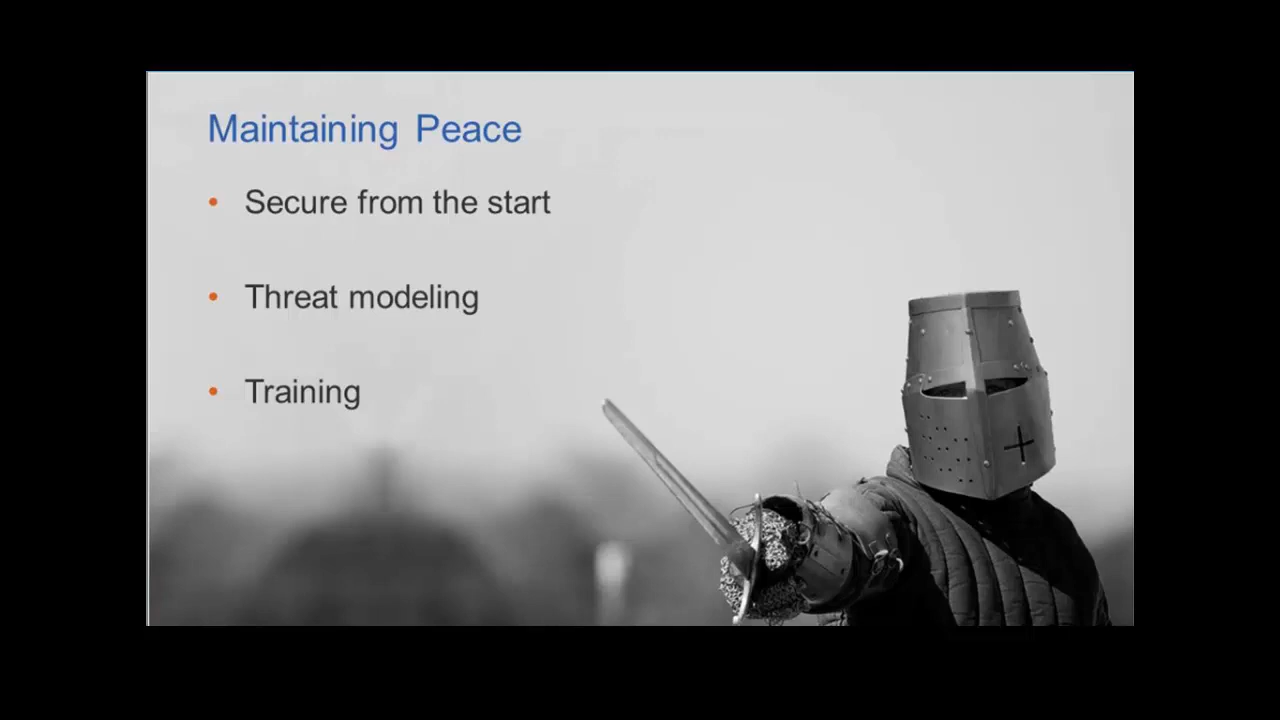 Maintaining Peace
• Secure from the start
• Threat modeling
• Training